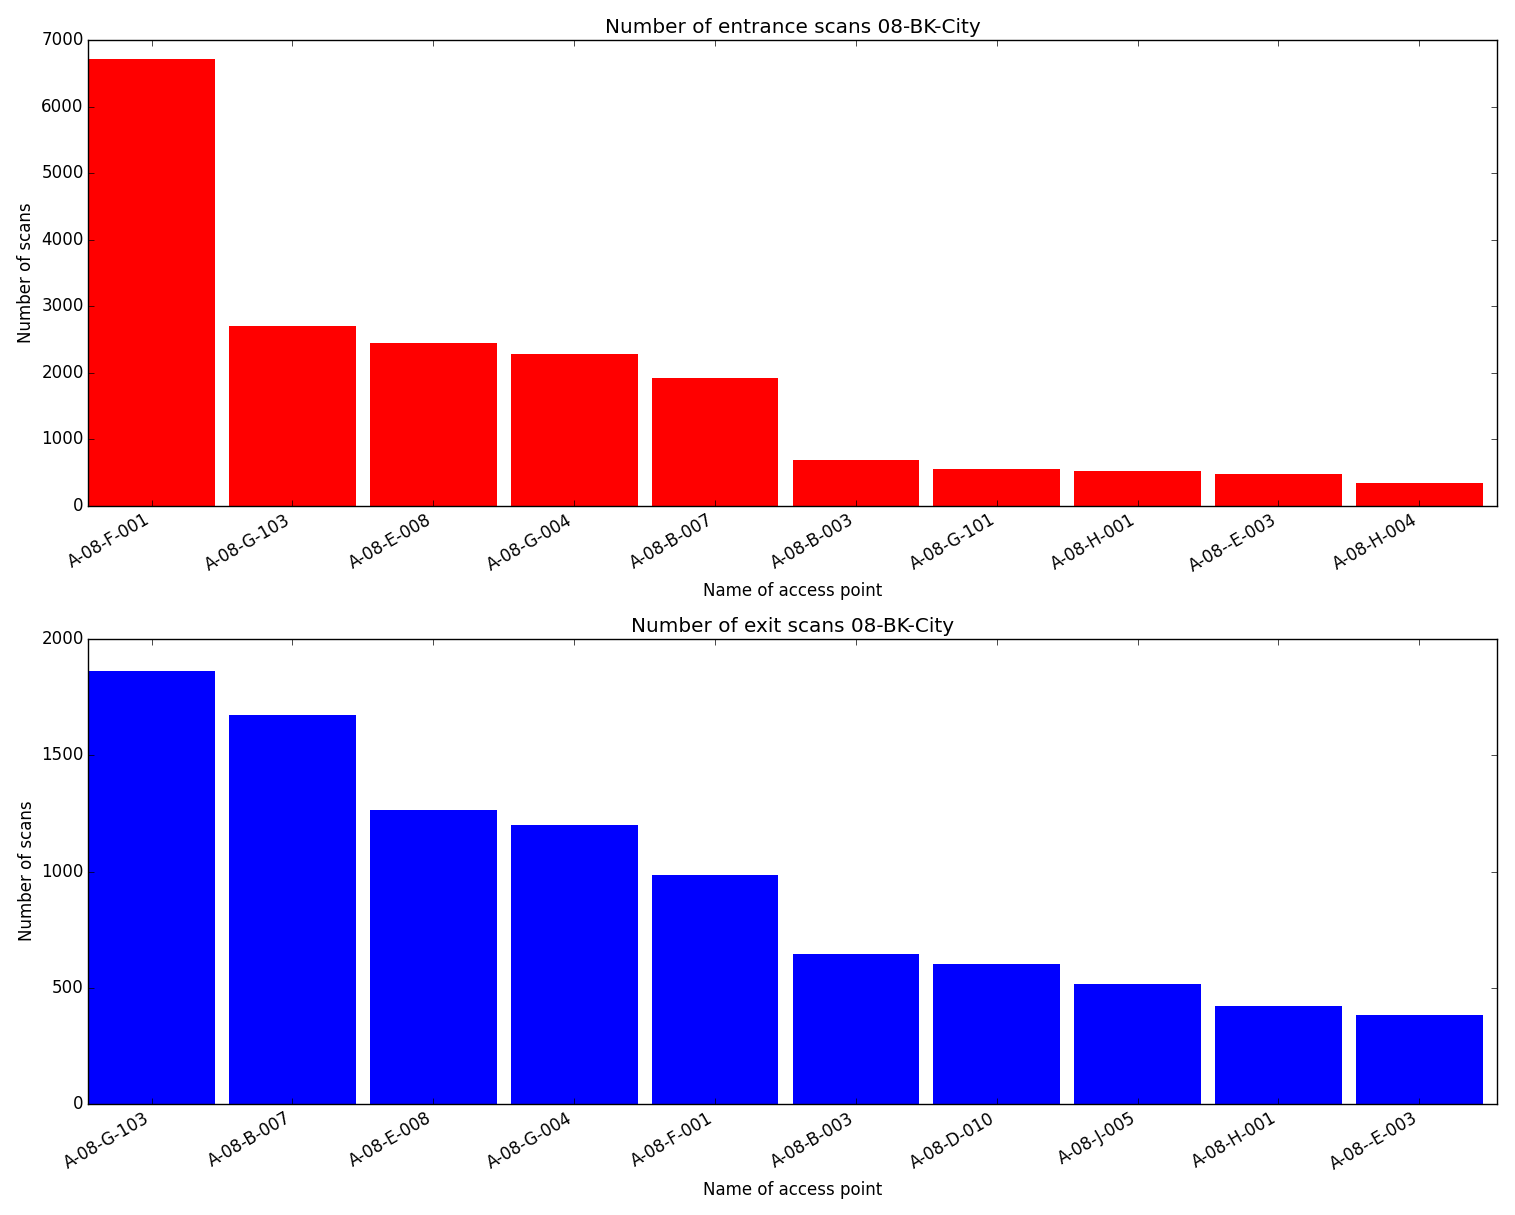 Number of entrance scans 08-BK-City
7000
6000
5000
4000
3000
2000
1000
0
Number of scans
A-08-F-001
A-08-G-103
A-08-E-008
A-08-G-004
A-08-B-007
A-08-B-003
A-08-G-101
A-08-H-001
A-08--E-003
A-08-H-004
Name of access point
Number of exit scans 08-BK-City
2000
1500
1000
500
0
Number of scans
A-08-G-103
A-08-B-007
A-08-E-008
A-08-G-004
A-08-F-001
A-08-B-003
A-08-D-010
A-08-J-005
A-08-H-001
A-08--E-003
Name of access point